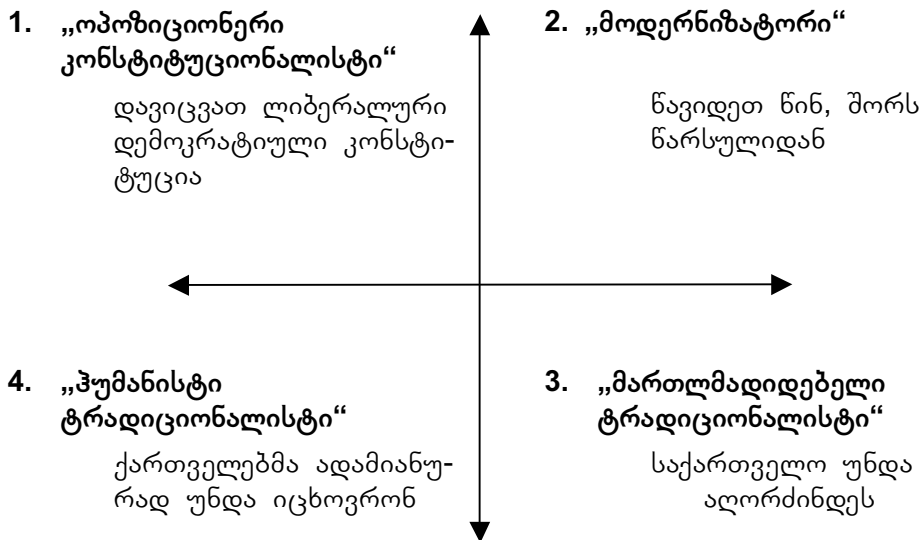 1. „ოპოზიციონერი
კონსტიტუციონალისტი“
დავიცვათ ლიბერალური
დემოკრატიული კონსტი-
ტუცია
2. „მოდერნიზატორი“
წავიდეთ წინ, შორს
წარსულიდან
4. „ჰუმანისტი
ტრადიციონალისტი“
ქართველებმა ადამიანუ-
რად უნდა იცხოვრონ
3. „მართლმადიდებელი
ტრადიციონალისტი“
საქართველო უნდა
აღორძინდეს